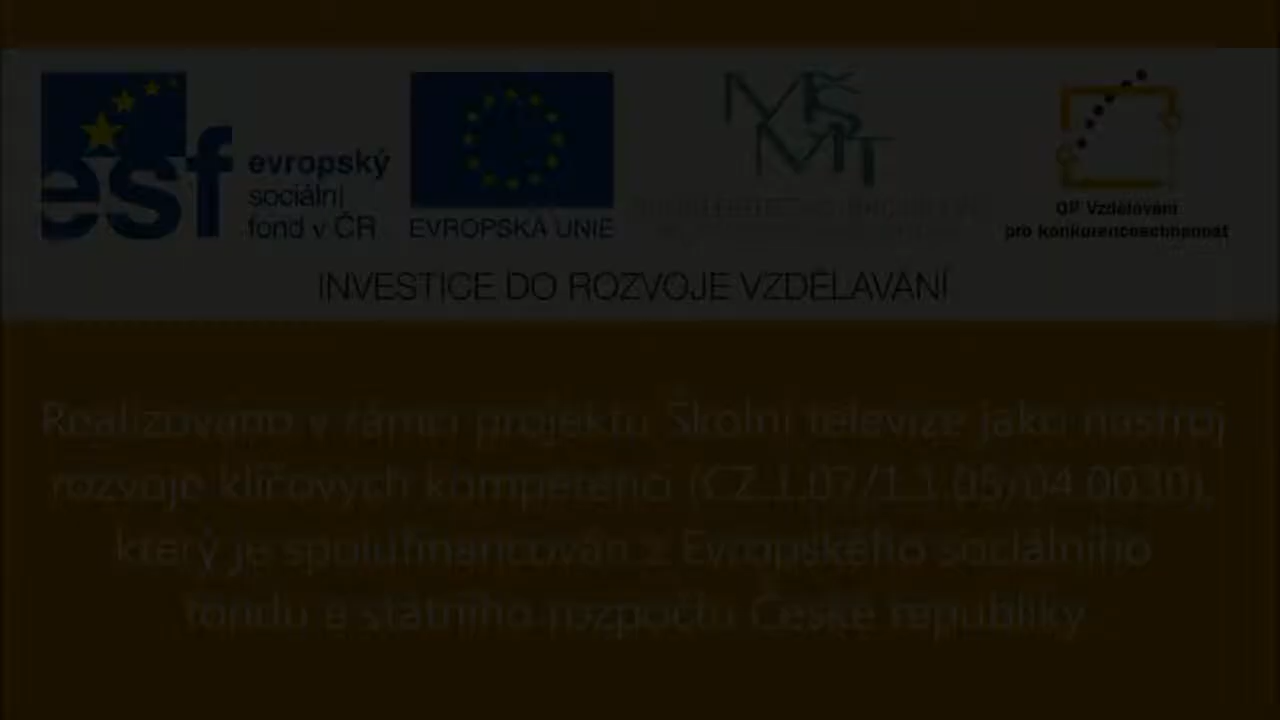 esf
evropský
sociální
fond v ČR
EVROPSKÁ UNIE
MŠMT
OP Vzdělávání
pro konkurenceschopnost
INVESTICE DO ROZVOJE VZDĚLÁVÁNÍ
Realizováno v rámci projektu Školní televize jako nástroj
rozvoje klíčových kompetencí (CZ.1.07/1.1.05/04.0030),
který je spolufinancován z Evropského sociálního
fondu a státního rozpočtu České republiky